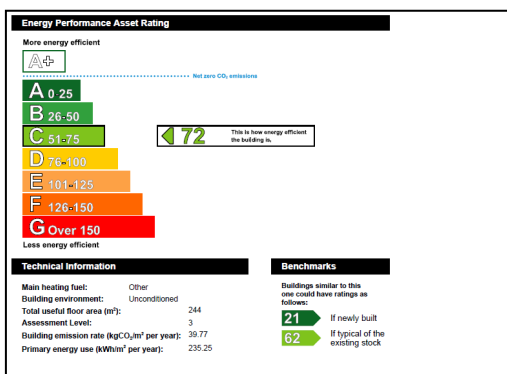 Energy Performance Asset Rating
More energy efficient
A+
Net zero CO₂ emissions
A 0-25
B 26-50
C 51-75
72 This is how energy efficient
the building is.
D 76-100
E 101-125
F 126-150
G Over 150
Less energy efficient
Technical Information
Main heating fuel: Other
Building environment: Unconditioned
Total useful floor area (m²): 244
Assessment Level: 3
Building emission rate (kgCO₂/m² per year): 39.77
Primary energy use (kWh/m² per year): 235.25
Benchmarks
Buildings similar to this
one could have ratings as
follows:
21 If newly built
62 If typical of the
existing stock